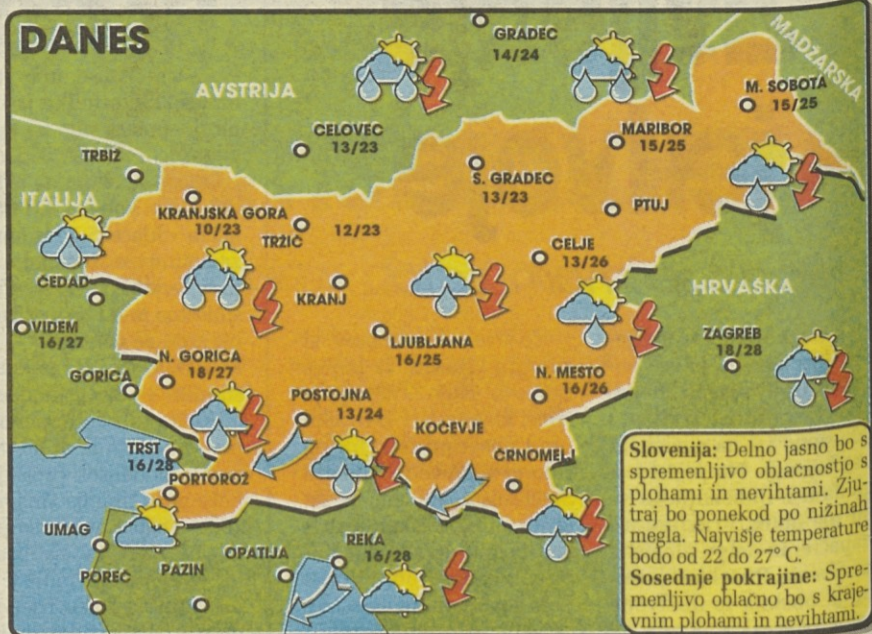 DANES
GRADEC
14/24
MADŽARSKA
AVSTRIJA
M. SOBOTA
15/25
CELOVEC
13/23
MARIBOR
15/25
TRBIŽ
S. GRADEC
13/23
ITALIJA
KRANJSKA GORA
10/23
TRŽIČ
12/23
PTUJ
CELJE
13/26
ČEDAD
KRANJ
HRVAŠKA
VIDEM
16/27
LJUBLJANA
16/25
ZAGREB
18/28
N. GORICA
18/27
GORICA
POSTOJNA
13/24
N. MESTO
16/26
KOČEVJE
ČRNOMELJ
TRST
16/28
PORTOROŽ
UMAG
OPATIJA
REKA
16/28
POREČ
PAZIN
Slovenija: Delno jasno bo s
spremenljivo oblačnostjo s
plohami in nevihtami. Zju-
traj bo ponekod po nižinah
megla. Najvišje temperature
bodo od 22 do 27° C.
Sosednje pokrajine: Spre-
menljivo oblačno bo s kraje-
vnim plohami in nevihtami.